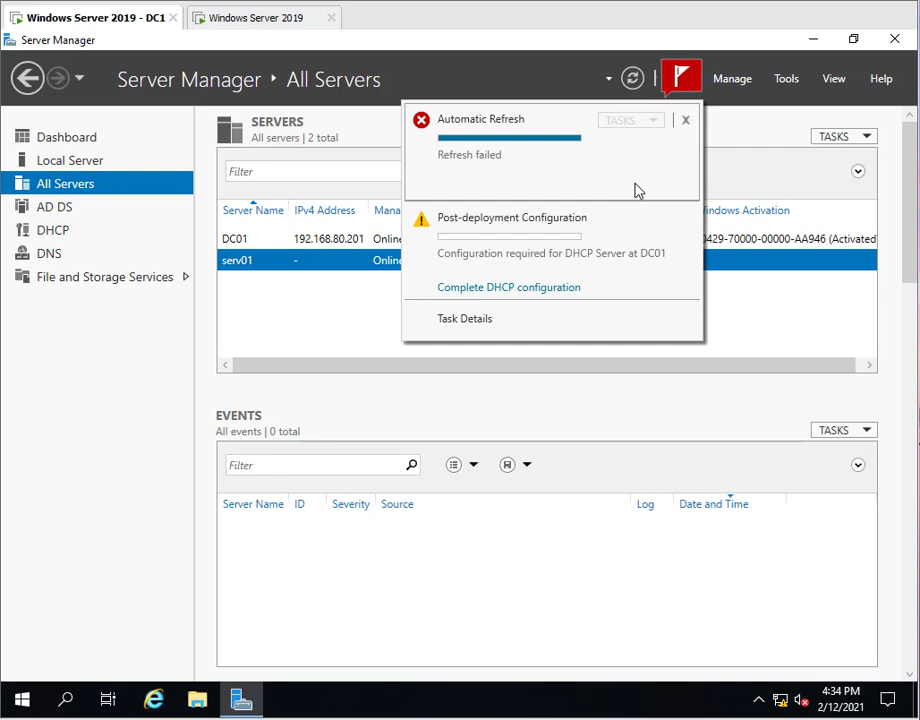 Windows Server 2019 - DC1
Windows Server 2019
Server Manager
Server Manager
All Servers
Manage
Tools
View
Help
Dashboard
Local Server
All Servers
AD DS
DHCP
DNS
File and Storage Services
SERVERS
All servers | 2 total
TASKS
Filter
Server Name
IPv4 Address
Mana
indows Activation
DC01
192.168.80.201
Online
0429-70000-00000-AA946 (Activated)
serv01
-
Online
Automatic Refresh
TASKS
X
Refresh failed
Post-deployment Configuration
Configuration required for DHCP Server at DC01
Complete DHCP configuration
Task Details
EVENTS
All events | 0 total
TASKS
Filter
Server Name
ID
Severity
Source
Log
Date and Time
4:34 PM
2/12/2021